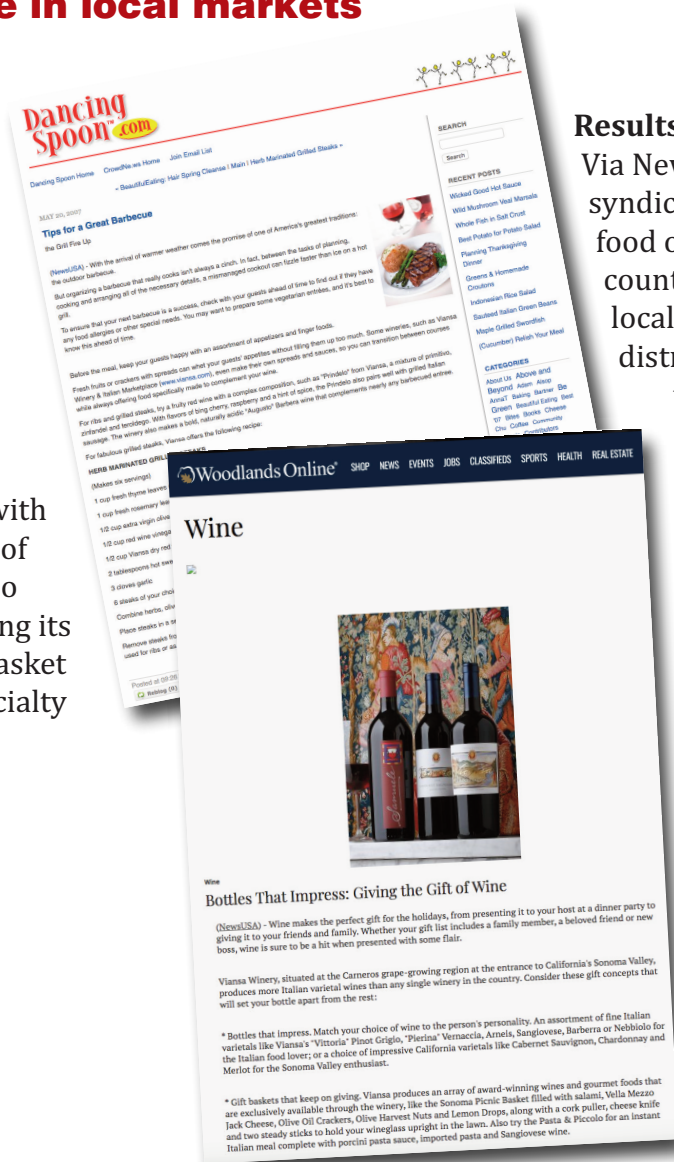 e in local markets
Dancing
Spoon™ .com
Dancing Spoon Home CrowdNe.ws Home Join Email List
« BeautifulEating: Hair Spring Cleanse | Main | Herb Marinated Grilled Steaks »
MAY 20, 2007
Tips for a Great Barbecue
the Grill Fire Up
(NewsUSA) - With the arrival of warmer weather comes the promise of one of America's greatest traditions:
the outdoor barbecue.
But organizing a barbecue that really cooks isn't always a cinch. In fact, between the tasks of planning,
cooking and arranging all of the necessary details, a mismanaged cookout can fizzle faster than ice on a hot
grill.
To ensure that your next barbecue is a success, check with your guests ahead of time to find out if they have
any food allergies or other special needs. You may want to prepare some vegetarian entrées, and it's best to
know this ahead of time.
Before the meal, keep your guests happy with an assortment of appetizers and finger foods.
Fresh fruits or crackers with spreads can whet your guests' appetites without filling them up too much. Some wineries, such as Viansa
Winery & Italian Marketplace (www.viansa.com), even make their own spreads and sauces, so you can transition between courses
while always offering food specifically made to complement your wine.
For ribs and grilled steaks, try a fruity red wine with a complex composition, such as "Prindelo" from Viansa, a mixture of primitivo,
zinfandel and teroldego. With flavors of bing cherry, raspberry and a hint of spice, the Prindelo also pairs well with grilled Italian
sausage. The winery also makes a bold, naturally acidic "Augusto" Barbera wine that complements nearly any barbecued entree.
For fabulous grilled steaks, Viansa offers the following recipe:
HERB MARINATED GRILLED STEAKS
(Makes six servings)
1 cup fresh thyme leaves
1 cup fresh rosemary lea
1/2 cup extra virgin olive
1/2 cup red wine vinega
1/2 cup Viansa dry red
2 tablespoons hot swe
3 cloves garlic
6 steaks of your choi
Combine herbs, oliv
Place steaks in a se
Remove steaks fro
used for ribs or as
Posted at 09:06
Reblog (0)
SEARCH
Search
RECENT POSTS
Wicked Good Hot Sauce
Wild Mushroom Veal Marsala
Whole Fish in Salt Crust
Best Potato for Potato Salad
Planning Thanksgiving
Dinner
Greens & Homemade
Croutons
Indonesian Rice Salad
Sauteed Italian Green Beans
Maple Grilled Swordfish
(Cucumber) Relish Your Meal
CATEGORIES
About Us Above and
Beyond Adam Alsop
AnnaT Baking Banter Be
Green Beautiful Eating Best
'07 Bites Books Cheese
Chu Coffee Community
Contributors
Results
Via New
syndic
food c
count
local
distr
with
of
o
ng its
asket
cialty
Woodlands Online® SHOP NEWS EVENTS JOBS CLASSIFIEDS SPORTS HEALTH REAL ESTATE
Wine
Samuele
Wine
Bottles That Impress: Giving the Gift of Wine
(NewsUSA) - Wine makes the perfect gift for the holidays, from presenting it to your host at a dinner party to
giving it to your friends and family. Whether your gift list includes a family member, a beloved friend or new
boss, wine is sure to be a hit when presented with some flair.
Viansa Winery, situated at the Carneros grape-growing region at the entrance to California's Sonoma Valley,
produces more Italian varietal wines than any single winery in the country. Consider these gift concepts that
will set your bottle apart from the rest:
* Bottles that impress. Match your choice of wine to the person's personality. An assortment of fine Italian
varietals like Viansa's "Vittoria" Pinot Grigio, "Pierina" Vernaccia, Arneis, Sangiovese, Barberra or Nebbiolo for
the Italian food lover; or a choice of impressive California varietals like Cabernet Sauvignon, Chardonnay and
Merlot for the Sonoma Valley enthusiast.
* Gift baskets that keep on giving. Viansa produces an array of award-winning wines and gourmet foods that
are exclusively available through the winery, like the Sonoma Picnic Basket filled with salami, Vella Mezzo
Jack Cheese, Olive Oil Crackers, Olive Harvest Nuts and Lemon Drops, along with a cork puller, cheese knife
and two steady sticks to hold your wineglass upright in the lawn. Also try the Pasta & Piccolo for an instant
Italian meal complete with porcini pasta sauce, imported pasta and Sangiovese wine.